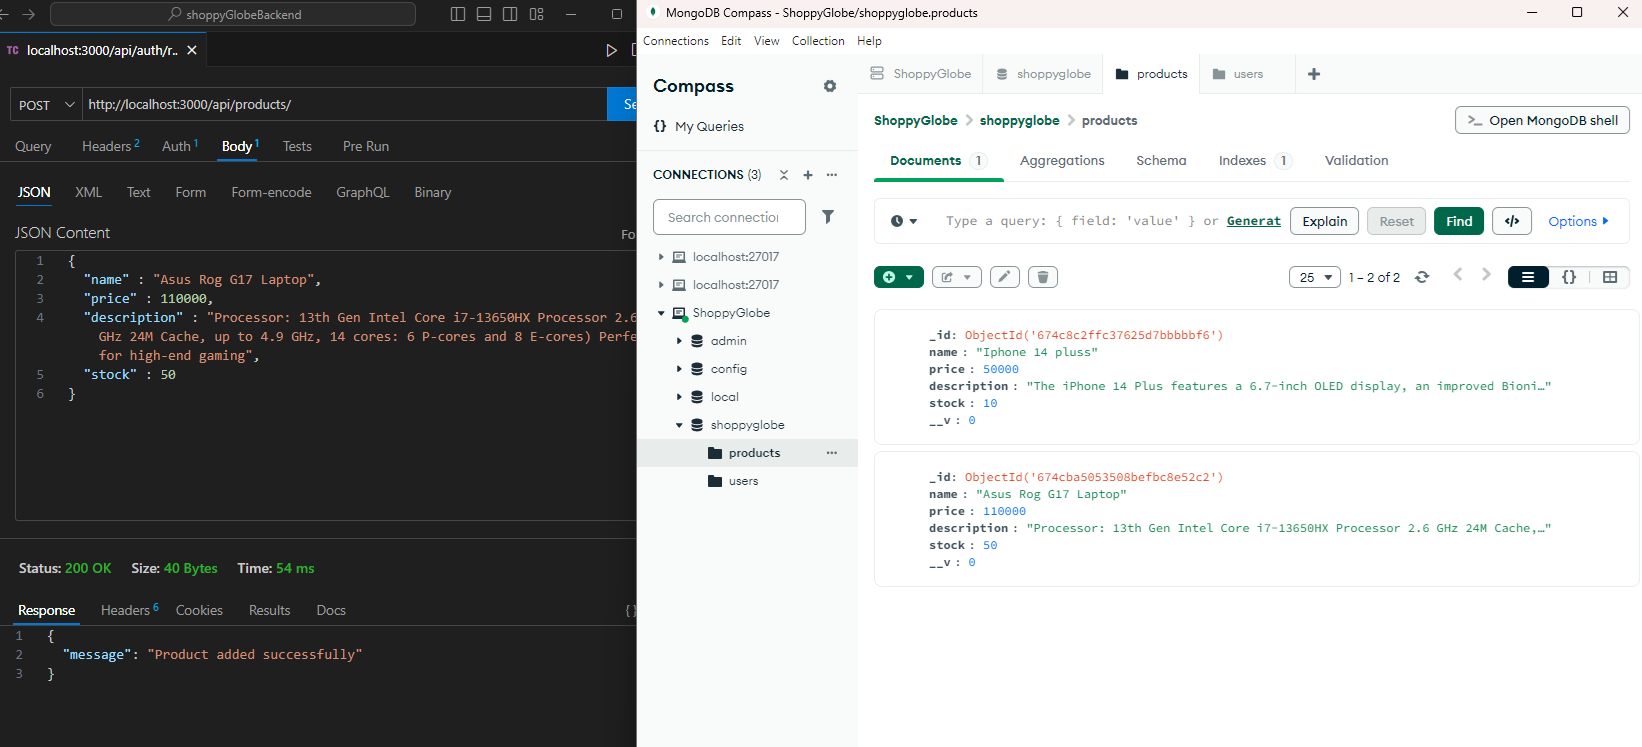 shoppyGlobeBackend
TC localhost:3000/api/auth/r..
POST http://localhost:3000/api/products/ Se
Query Headers 2 Auth 1 Body 1 Tests Pre Run
JSON XML Text Form Form-encode GraphQL Binary
JSON Content Fo
1 {
2 "name" : "Asus Rog G17 Laptop",
3 "price" : 110000,
4 "description" : "Processor: 13th Gen Intel Core i7-13650HX Processor 2.6
GHz 24M Cache, up to 4.9 GHz, 14 cores: 6 P-cores and 8 E-cores) Perfe
for high-end gaming",
5 "stock" : 50
6 }
Status: 200 OK Size: 40 Bytes Time: 54 ms
Response Headers 6 Cookies Results Docs {}
1 {
2 "message": "Product added successfully"
3 }
MongoDB Compass - ShoppyGlobe/shoppyglobe.products
Connections Edit View Collection Help
Compass
{} My Queries
CONNECTIONS (3)
Search connection
localhost:27017
localhost:27017
ShoppyGlobe
admin
config
local
shoppyglobe
products
users
ShoppyGlobe shoppyglobe products users
ShoppyGlobe > shoppyglobe > products
>_ Open MongoDB shell
Documents 1 Aggregations Schema Indexes 1 Validation
Type a query: { field: 'value' } or Generat Explain Reset Find </> Options
25 1 – 2 of 2 {}
_id: ObjectId('674c8c2ffc37625d7bbbbbf6')
name : "Iphone 14 pluss"
price : 50000
description : "The iPhone 14 Plus features a 6.7-inch OLED display, an improved Bioni…"
stock : 10
__v : 0
_id: ObjectId('674cba5053508befbc8e52c2')
name : "Asus Rog G17 Laptop"
price : 110000
description : "Processor: 13th Gen Intel Core i7-13650HX Processor 2.6 GHz 24M Cache,…"
stock : 50
__v : 0